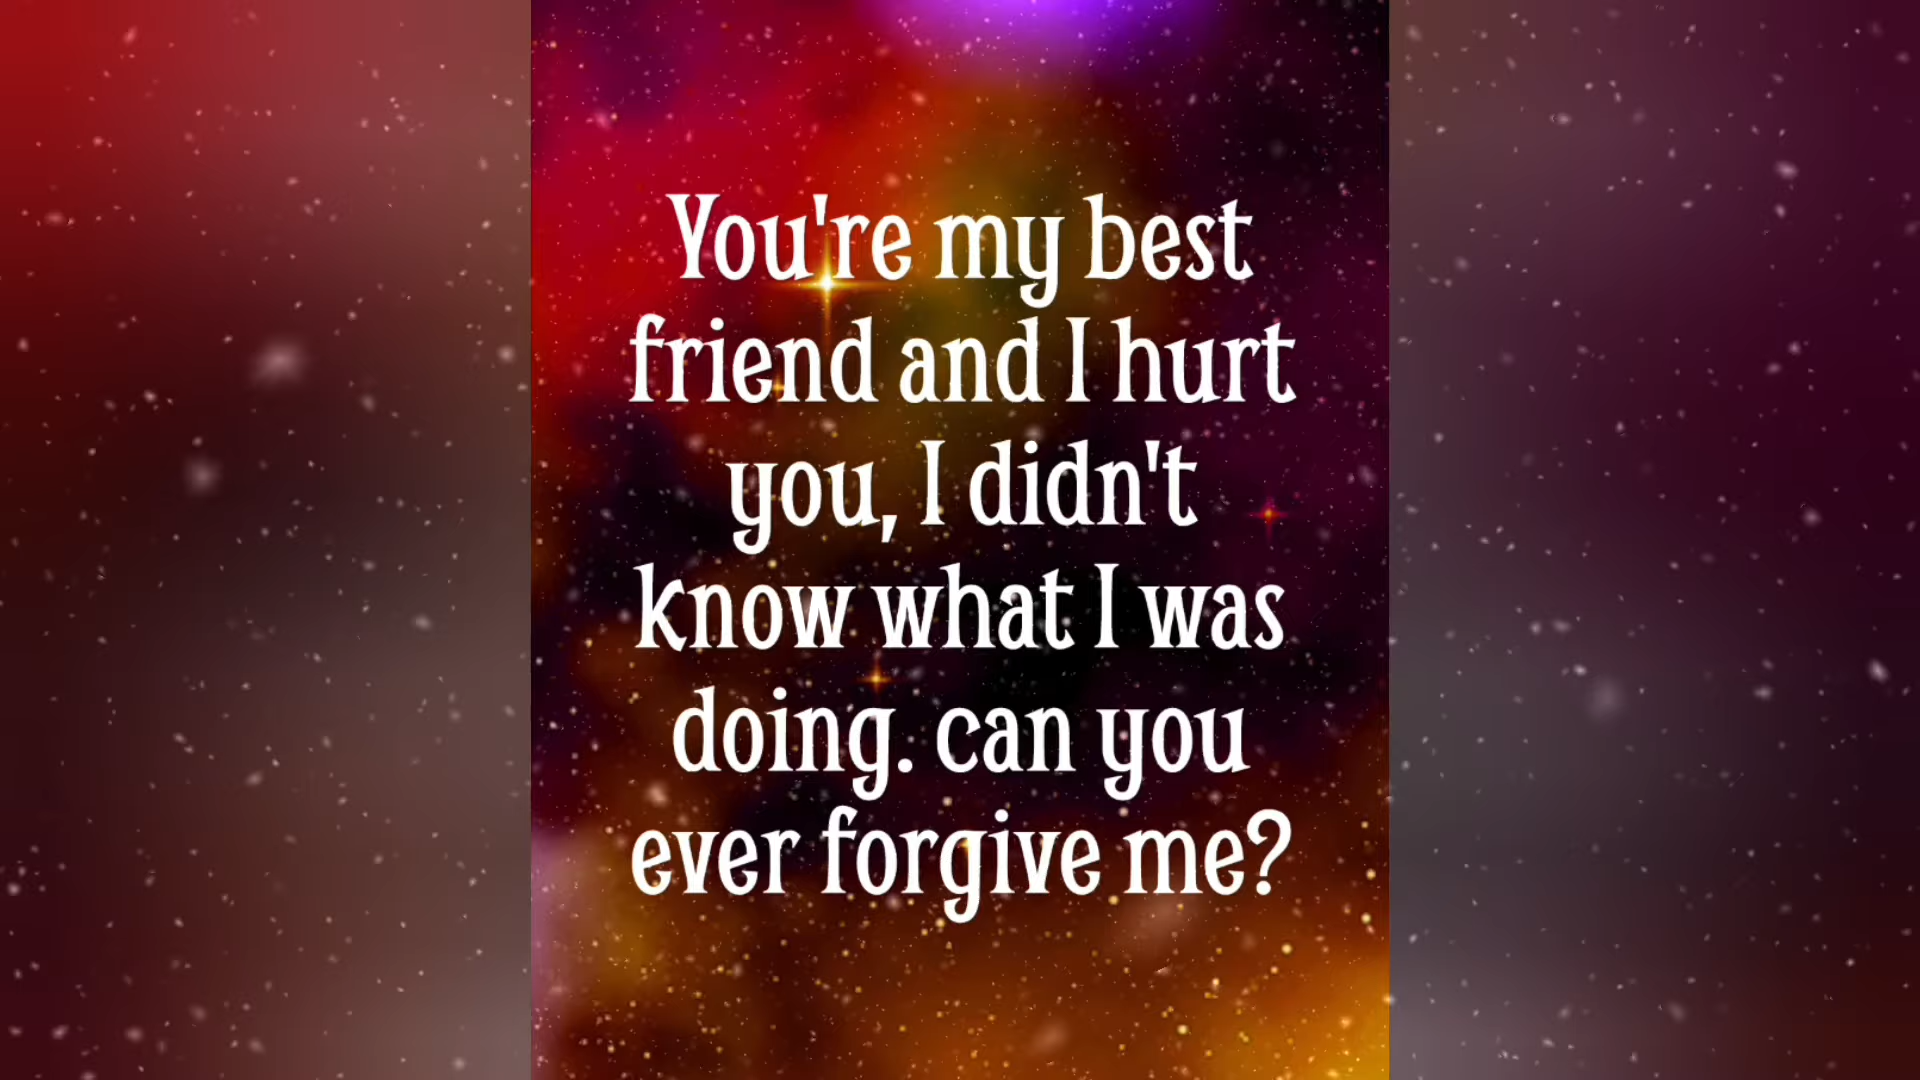 You're my best
friend and I hurt
you, I didn't
know what I was
doing. can you
ever forgive me?